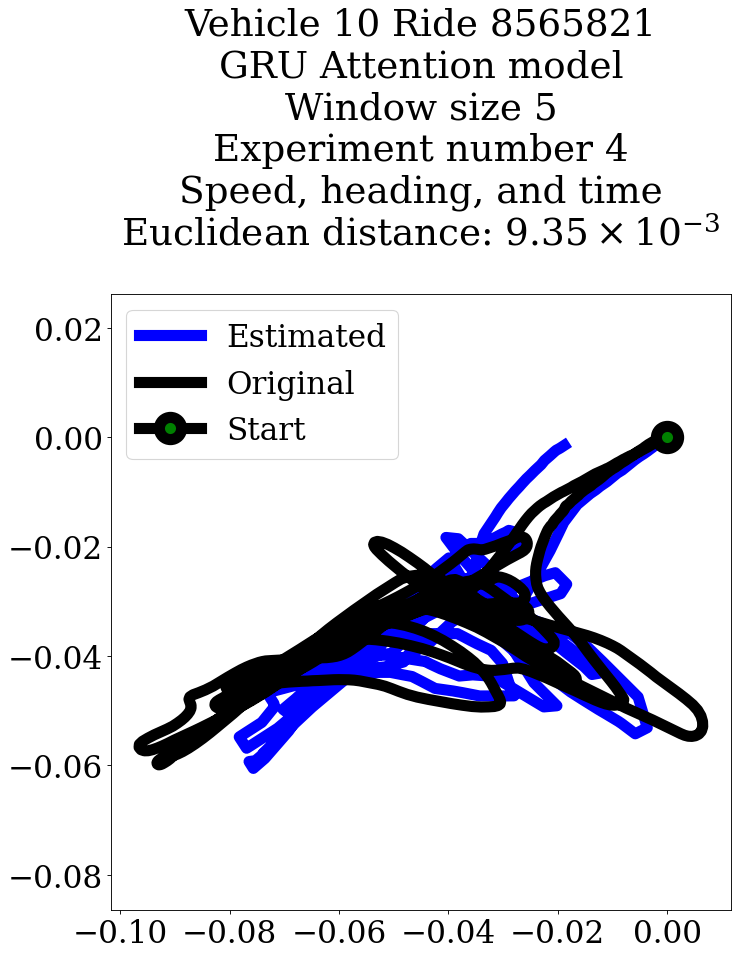 Vehicle 10 Ride 8565821
GRU Attention model
Window size 5
Experiment number 4
Speed, heading, and time
Euclidean distance: 9.35 × 10⁻³
Estimated
Original
Start
0.02
0.00
−0.02
−0.04
−0.06
−0.08
−0.10 −0.08 −0.06 −0.04 −0.02 0.00